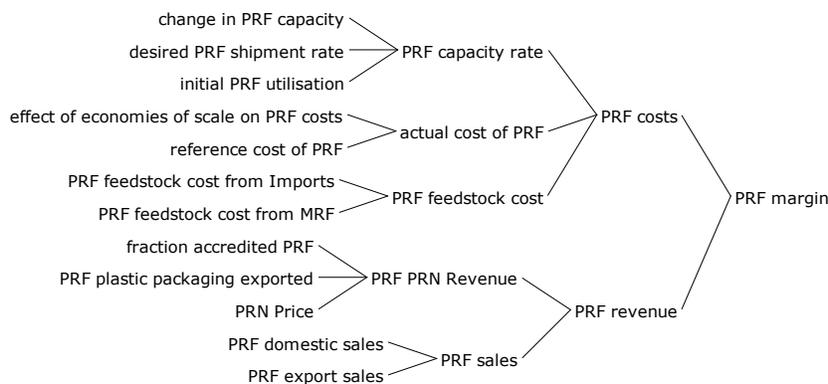 change in PRF capacity
desired PRF shipment rate
PRF capacity rate
initial PRF utilisation
effect of economies of scale on PRF costs
PRF costs
actual cost of PRF
reference cost of PRF
PRF feedstock cost from Imports
PRF feedstock cost
PRF margin
PRF feedstock cost from MRF
fraction accredited PRF
PRF plastic packaging exported
PRF PRN Revenue
PRN Price
PRF revenue
PRF domestic sales
PRF sales
PRF export sales